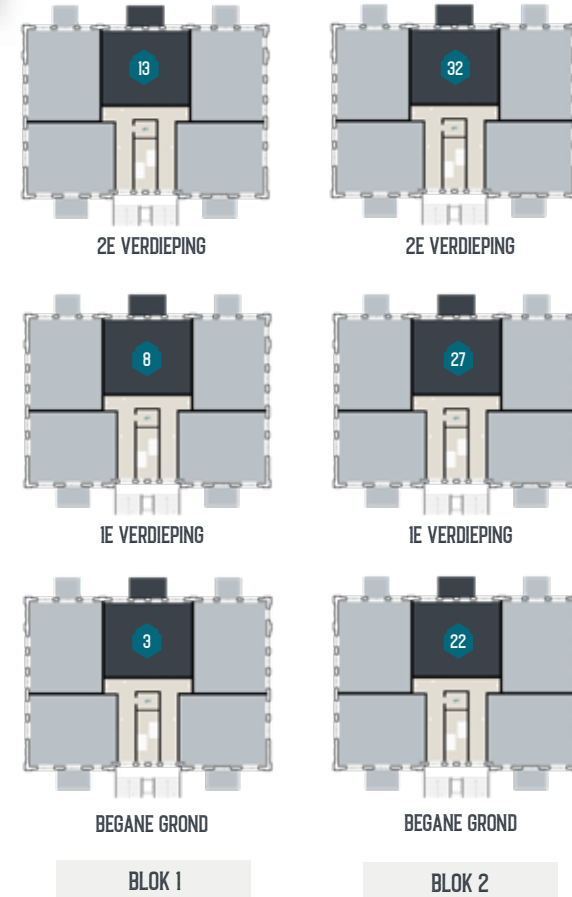 13
32
2E VERDIEPING
2E VERDIEPING
8
27
1E VERDIEPING
1E VERDIEPING
3
22
BEGANE GROND
BEGANE GROND
BLOK 1
BLOK 2